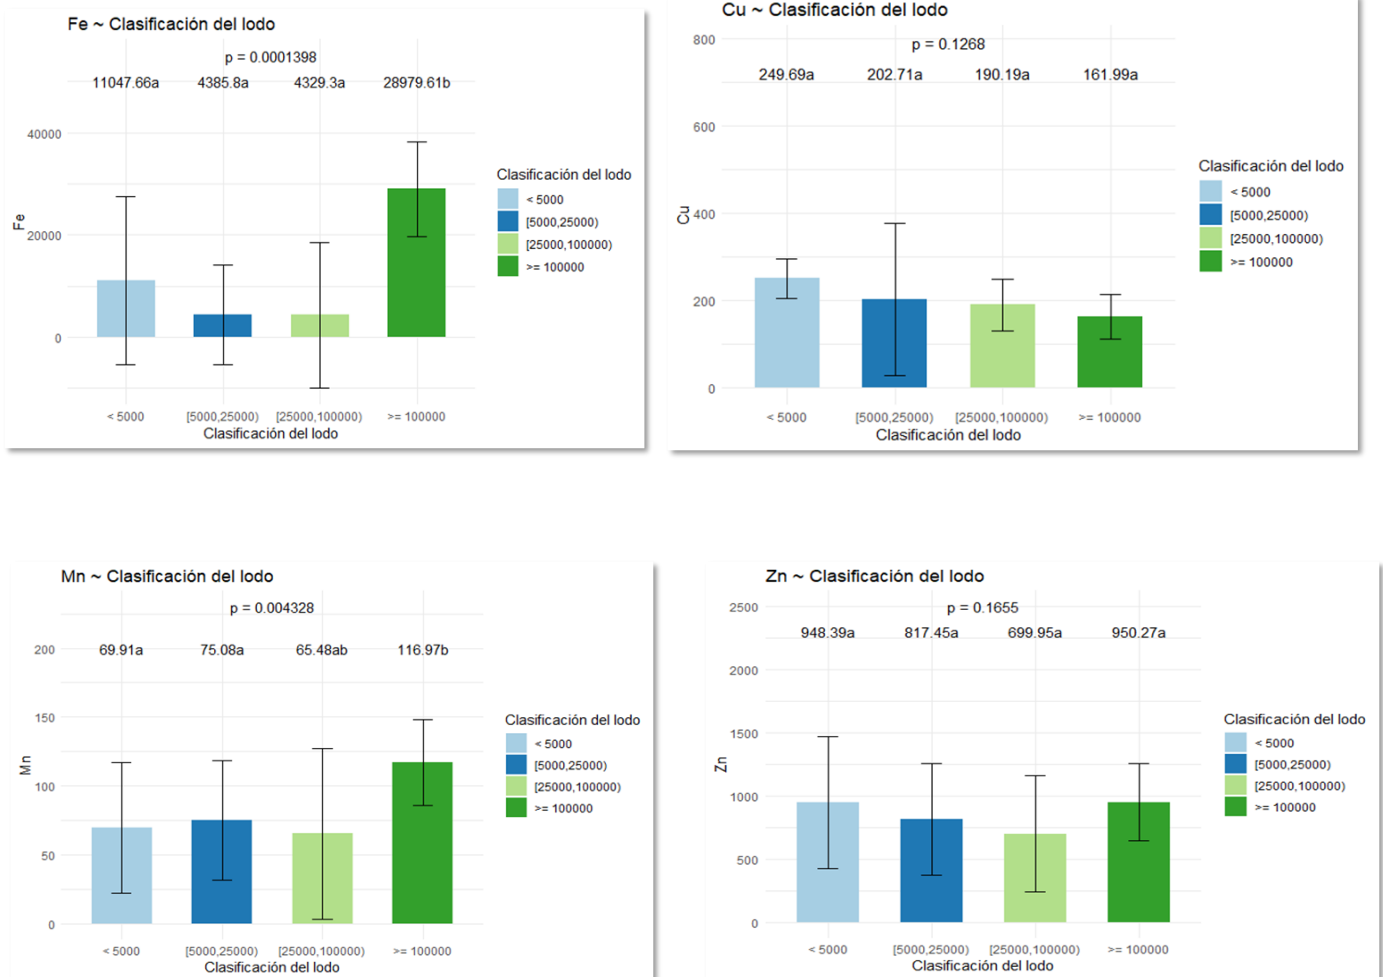 Fe ~ Clasificación del lodo
p = 0.0001398
11047.66a 4385.8a 4329.3a 28979.61b
40000
20000
0
Fe
< 5000 [5000,25000) [25000,100000) >= 100000
Clasificación del lodo
Clasificación del lodo
< 5000
[5000,25000)
[25000,100000)
>= 100000
Cu ~ Clasificación del lodo
p = 0.1268
249.69a 202.71a 190.19a 161.99a
800
600
400
200
0
Cu
< 5000 [5000,25000) [25000,100000) >= 100000
Clasificación del lodo
Clasificación del lodo
< 5000
[5000,25000)
[25000,100000)
>= 100000
Mn ~ Clasificación del lodo
p = 0.004328
69.91a 75.08a 65.48ab 116.97b
200
150
100
50
0
Mn
< 5000 [5000,25000) [25000,100000) >= 100000
Clasificación del lodo
Clasificación del lodo
< 5000
[5000,25000)
[25000,100000)
>= 100000
Zn ~ Clasificación del lodo
p = 0.1655
948.39a 817.45a 699.95a 950.27a
2500
2000
1500
1000
500
0
Zn
< 5000 [5000,25000) [25000,100000) >= 100000
Clasificación del lodo
Clasificación del lodo
< 5000
[5000,25000)
[25000,100000)
>= 100000